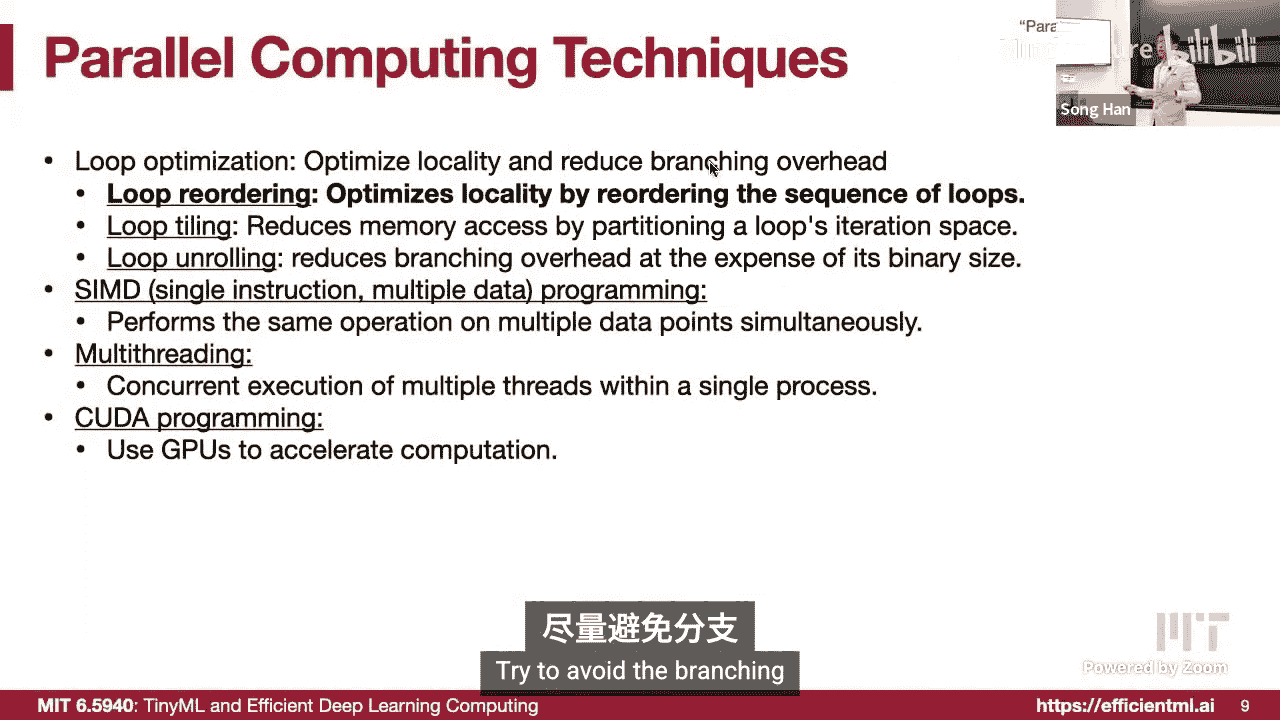 Parallel Computing Techniques
"Para
bilibili
Song Han
• Loop optimization: Optimize locality and reduce branching overhead
• Loop reordering: Optimizes locality by reordering the sequence of loops.
• Loop tiling: Reduces memory access by partitioning a loop's iteration space.
• Loop unrolling: reduces branching overhead at the expense of its binary size.
• SIMD (single instruction, multiple data) programming:
• Performs the same operation on multiple data points simultaneously.
• Multithreading:
• Concurrent execution of multiple threads within a single process.
• CUDA programming:
• Use GPUs to accelerate computation.
尽量避免分支
Try to avoid the branching
MIT
Powered by Zoom
MIT 6.5940: TinyML and Efficient Deep Learning Computing
https://efficientml.ai 9